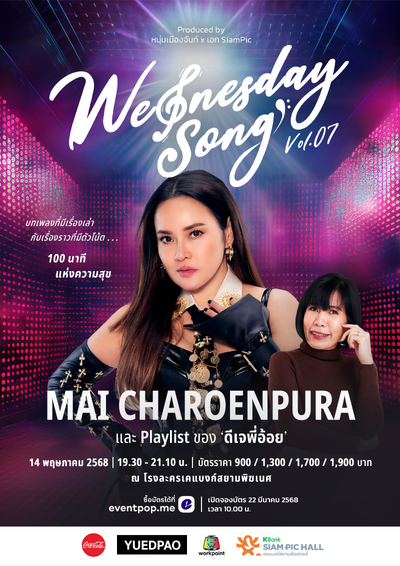 Produced by
หนุ่มเมืองจันท์ x เอก SiamPic
Wednesday
Song
Vol.07
บทเพลงที่มีเรื่องเล่า
กับเรื่องราวที่มีตัวโน้ต . . .
100 นาที
แห่งความสุข
MAI CHAROENPURA
และ Playlist ของ ‘ดีเจพี่อ้อย’
14 พฤษภาคม 2568 | 19.30 - 21.10 น. | บัตรราคา 900 / 1,300 / 1,700 / 1,900 บาท
ณ โรงละครเคแบงก์สยามพิฆเนศ
ซื้อบัตรได้ที่
eventpop.me
เปิดจองบัตร 22 มีนาคม 2568
เวลา 10.00 น.
Coca-Cola
YUEDPAO
workpoint
KBank
SIAM-PIC HALL